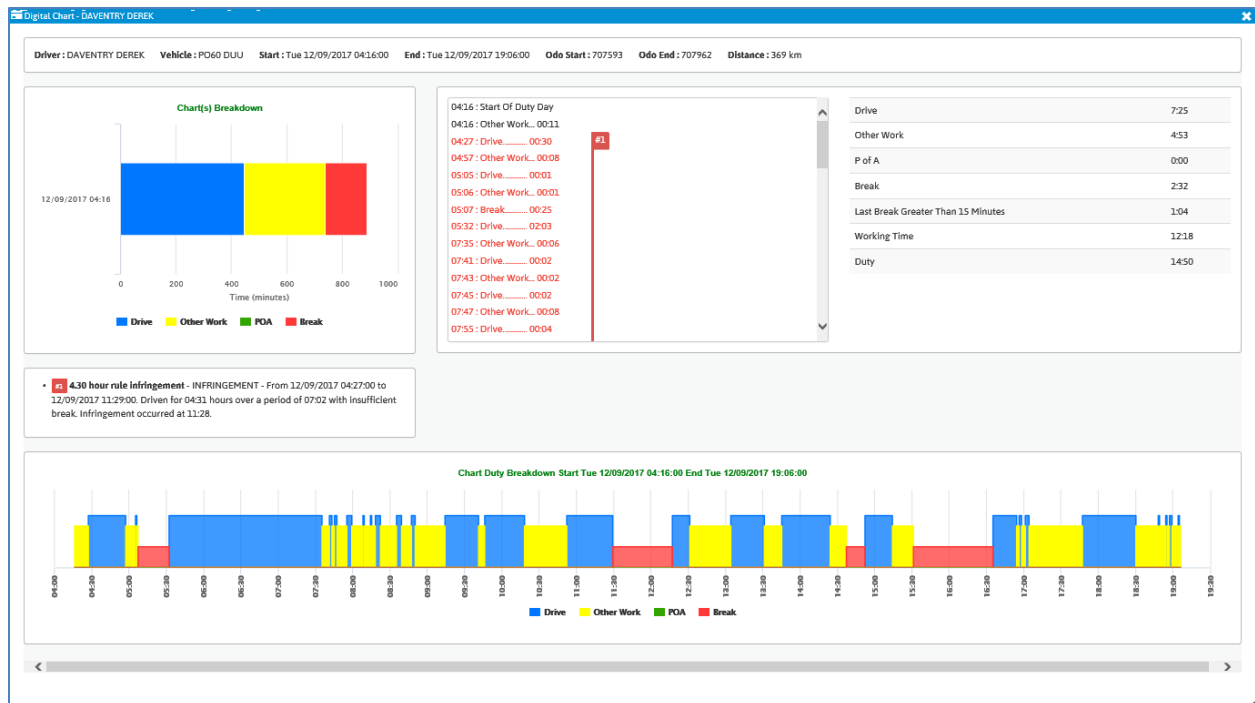 Digital Chart - DAVENTRY DEREK
Driver : DAVENTRY DEREK Vehicle : PO60 DUU Start : Tue 12/09/2017 04:16:00 End : Tue 12/09/2017 19:06:00 Odo Start : 707593 Odo End : 707962 Distance : 369 km
Chart(s) Breakdown
12/09/2017 04:16
0 200 400 600 800 1000
Time (minutes)
Drive Other Work POA Break
04:16 : Start Of Duty Day
04:16 : Other Work... 00:11
04:27 : Drive........... 00:30
04:57 : Other Work... 00:08
05:05 : Drive........... 00:01
05:06 : Other Work... 00:01
05:07 : Break.......... 00:25
05:32 : Drive........... 02:03
07:35 : Other Work... 00:06
07:41 : Drive........... 00:02
07:43 : Other Work... 00:02
07:45 : Drive........... 00:02
07:47 : Other Work... 00:08
07:55 : Drive........... 00:04
#1
Drive 7:25
Other Work 4:53
P of A 0:00
Break 2:32
Last Break Greater Than 15 Minutes 1:04
Working Time 12:18
Duty 14:50
• #1 4.30 hour rule infringement - INFRINGEMENT - From 12/09/2017 04:27:00 to
12/09/2017 11:29:00. Driven for 04:31 hours over a period of 07:02 with insufficient
break. Infringement occurred at 11:28.
Chart Duty Breakdown Start Tue 12/09/2017 04:16:00 End Tue 12/09/2017 19:06:00
04:00 04:30 05:00 05:30 06:00 06:30 07:00 07:30 08:00 08:30 09:00 09:30 10:00 10:30 11:00 11:30 12:00 12:30 13:00 13:30 14:00 14:30 15:00 15:30 16:00 16:30 17:00 17:30 18:00 18:30 19:00 19:30
Drive Other Work POA Break